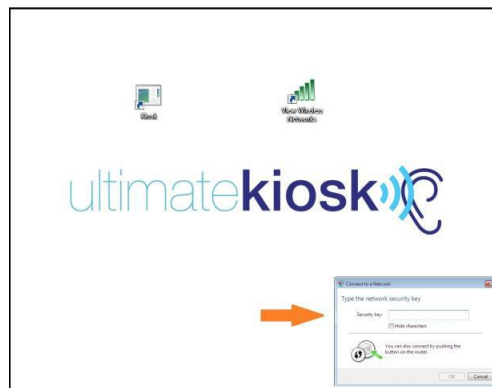 Kiosk
View Wireless
Networks
ultimatekiosk
Connect to a Network
Type the network security key
Security key:
Hide characters
You can also connect by pushing the
button on the router.
OK
Cancel